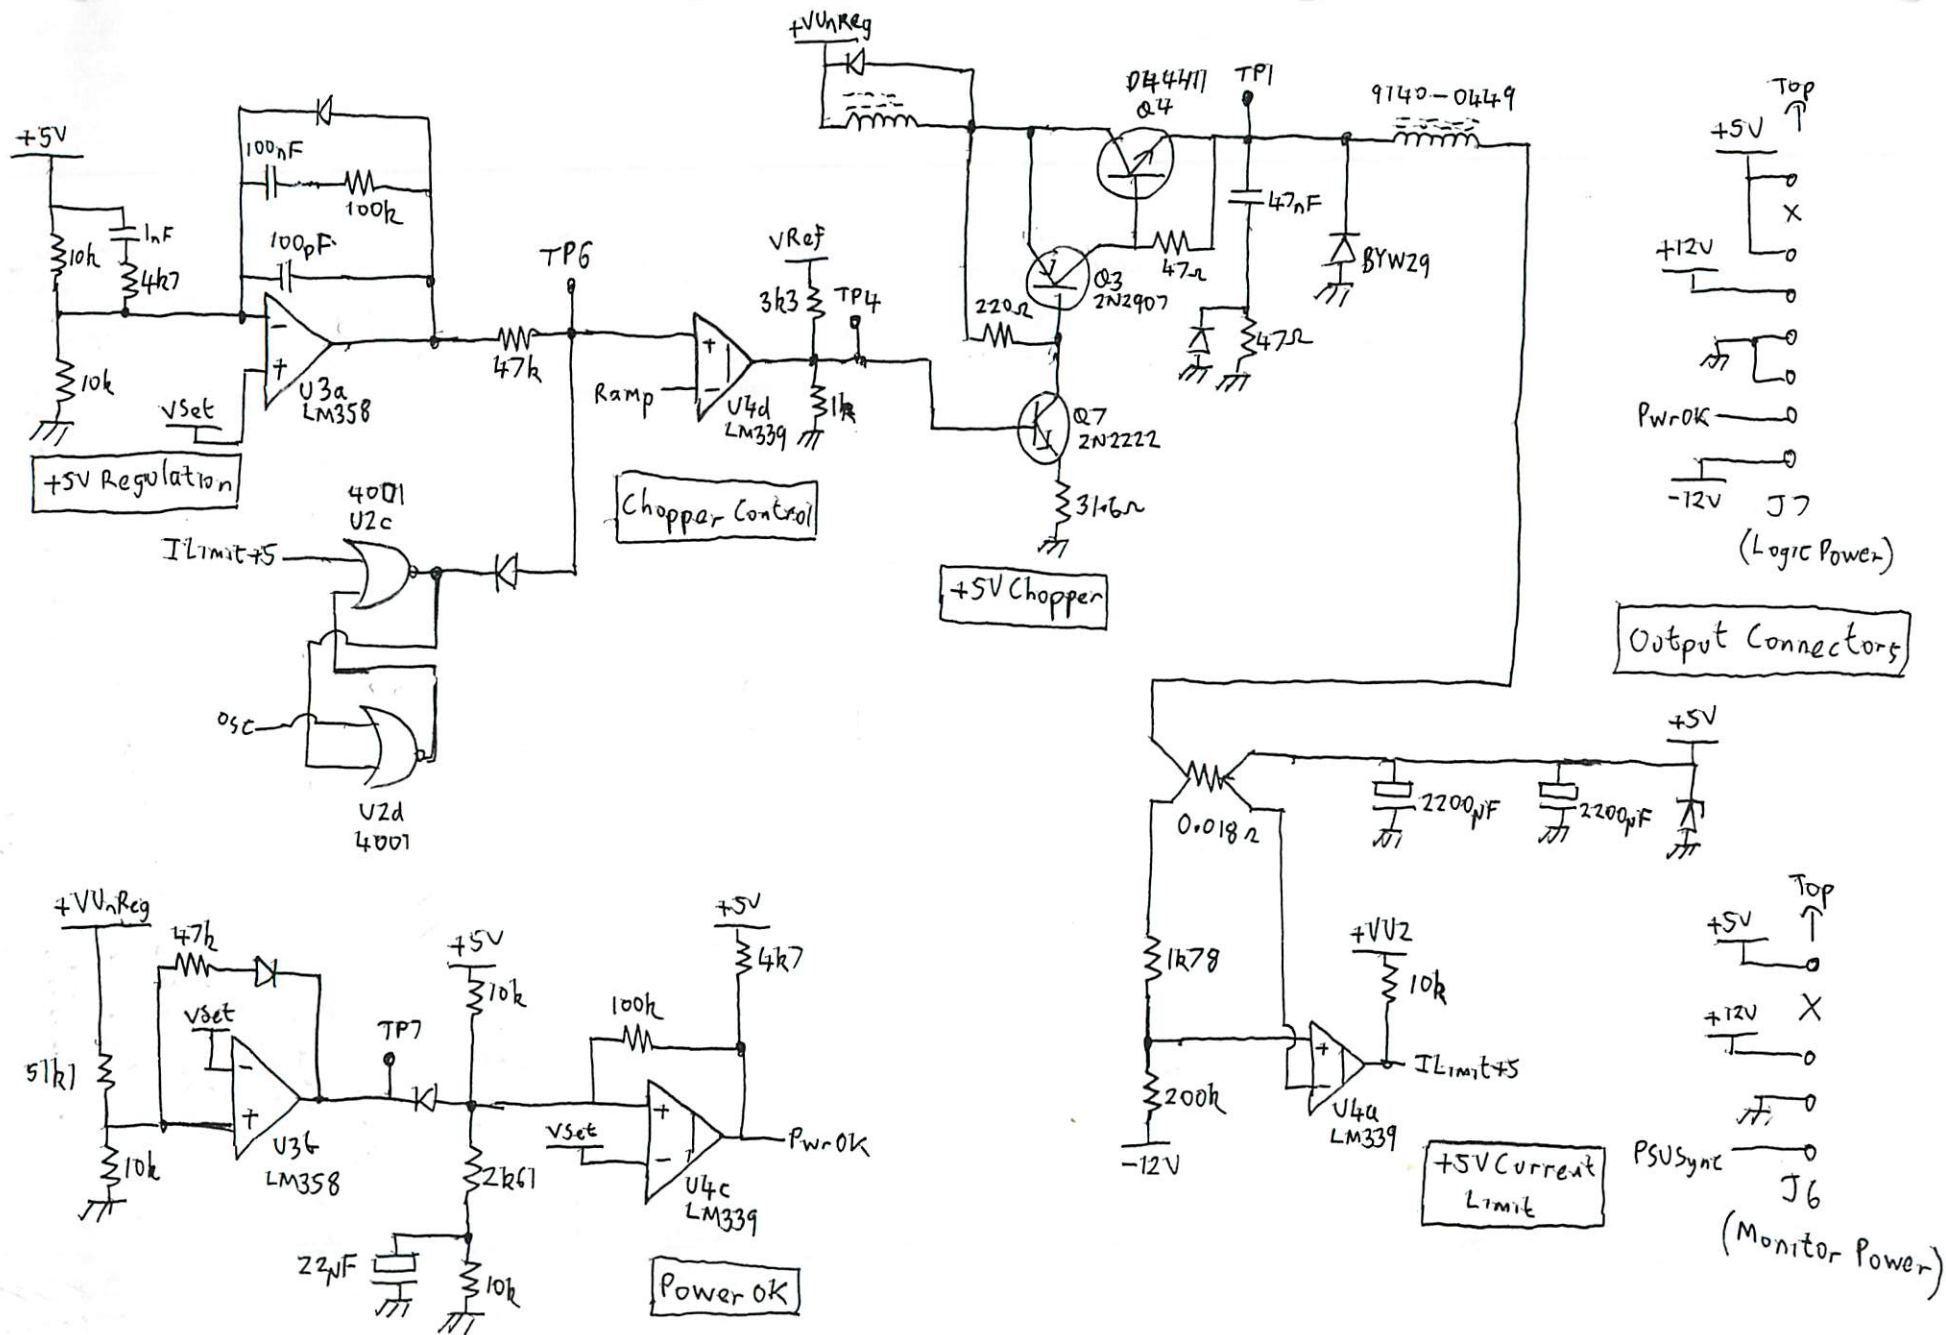 +VUnReg
D44H11
Q4
TP1
9140-0449
Top
+5V
X
+12V
PwrOK
-12V
J7
(Logic Power)
Output Connectors
+5V
100nF
100k
100pF
1nF
10k
4k7
10k
VSet
U3a
LM358
+5V Regulation
TP6
47k
VRef
3k3
TP4
Ramp
+
-
U4d
LM339
1k
Chopper Control
4001
U2c
ILimit+5
Osc
U2d
4001
47nF
BYW29
Q3
2N2907
47Ω
220Ω
47Ω
Q7
2N2222
31.6Ω
+5V Chopper
+5V
0.018Ω
2200µF
2200µF
1k78
200k
-12V
+VU2
10k
ILimit+5
+
-
U4a
LM339
+5V Current
Limit
+VUnReg
47k
VSet
51k1
10k
-
+
U3b
LM358
TP7
+5V
10k
100k
+5V
4k7
VSet
+
-
U4c
LM339
PwrOK
2k61
22µF
10k
Power OK
Top
+5V
X
+12V
PSUSync
J6
(Monitor Power)